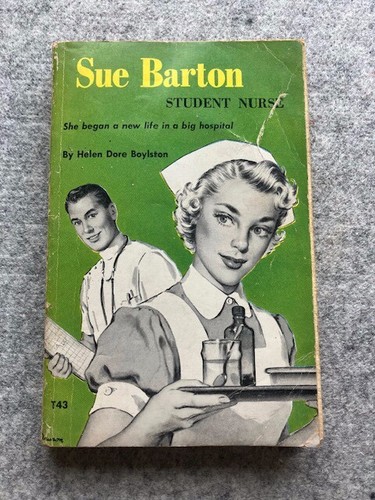 Sue Barton
STUDENT NURSE
She began a new life in a big hospital
By Helen Dore Boylston
T43